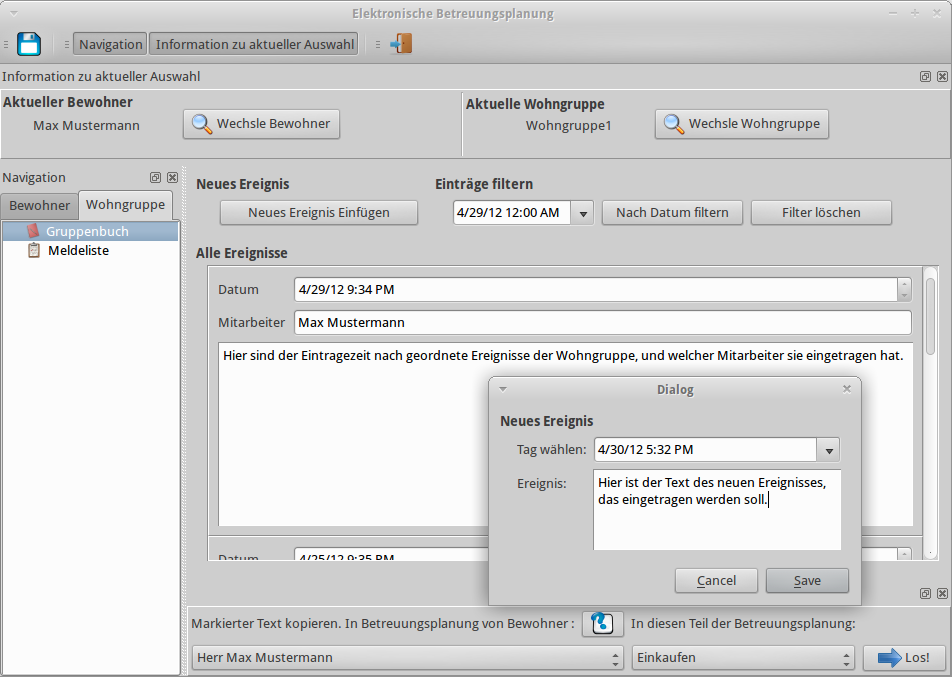 Elektronische Betreuungsplanung
Navigation Information zu aktueller Auswahl
Information zu aktueller Auswahl
Aktueller Bewohner
Max Mustermann
Wechsle Bewohner
Aktuelle Wohngruppe
Wohngruppe1
Wechsle Wohngruppe
Navigation
Bewohner Wohngruppe
Gruppenbuch
Meldeliste
Neues Ereignis
Neues Ereignis Einfügen
Einträge filtern
4/29/12 12:00 AM Nach Datum filtern Filter löschen
Alle Ereignisse
Datum 4/29/12 9:34 PM
Mitarbeiter Max Mustermann
Hier sind der Eintragezeit nach geordnete Ereignisse der Wohngruppe, und welcher Mitarbeiter sie eingetragen hat.
Datum 4/25/12 9:35 PM
Dialog
Neues Ereignis
Tag wählen: 4/30/12 5:32 PM
Ereignis:
Hier ist der Text des neuen Ereignisses,
das eingetragen werden soll.
Cancel Save
Markierter Text kopieren. In Betreuungsplanung von Bewohner : In diesen Teil der Betreuungsplanung:
Herr Max Mustermann Einkaufen Los!